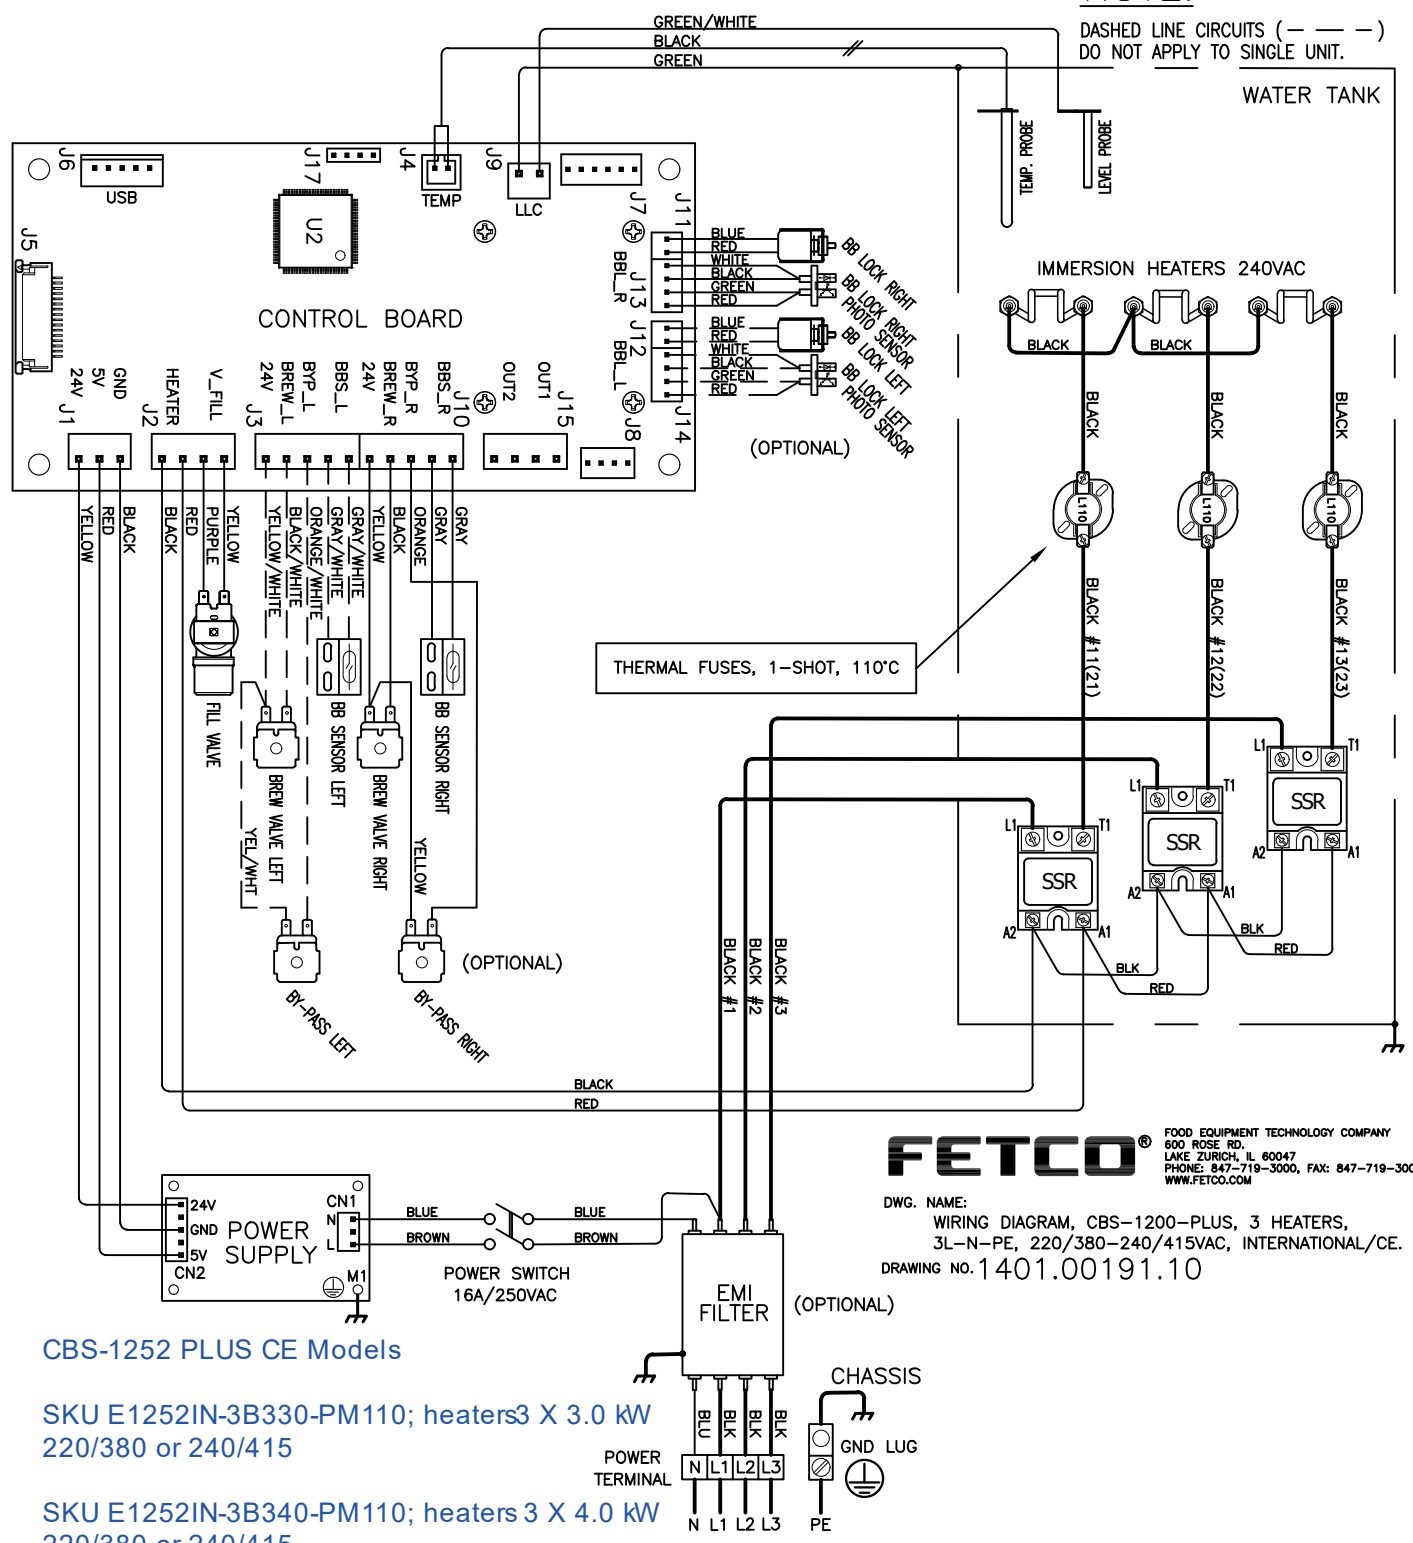 GREEN/WHITE
BLACK
GREEN
DASHED LINE CIRCUITS (— — —)
DO NOT APPLY TO SINGLE UNIT.
WATER TANK
TEMP. PROBE
LEVEL PROBE
J6
USB
J17
J4
TEMP
J9
LLC
J7
J11
U2
J5
CONTROL BOARD
BBL_R
J13
J12
BBL_L
J14
BLUE
RED
WHITE
BLACK
GREEN
RED
BLUE
RED
WHITE
BLACK
GREEN
RED
BB LOCK RIGHT
BB LOCK RIGHT
PHOTO SENSOR
BB LOCK LEFT
BB LOCK LEFT
PHOTO SENSOR
(OPTIONAL)
IMMERSION HEATERS 240VAC
BLACK
BLACK
BLACK
BLACK
BLACK
L110
L110
L110
J1
24V
5V
GND
J2
HEATER
V_FILL
J3
24V
BREW_L
BYP_L
BBS_L
24V
BREW_R
BYP_R
BBS_R
J10
OUT2
OUT1
J15
J8
YELLOW
RED
BLACK
BLACK
RED
PURPLE
YELLOW
YELLOW/WHITE
BLACK/WHITE
ORANGE/WHITE
GRAY/WHITE
GRAY/WHITE
YELLOW
BLACK
ORANGE
GRAY
GRAY
THERMAL FUSES, 1-SHOT, 110°C
BLACK #11(21)
BLACK #12(22)
BLACK #13(23)
FILL VALVE
BREW VALVE LEFT
BB SENSOR LEFT
BREW VALVE RIGHT
BB SENSOR RIGHT
YEL/WHT
YELLOW
BY-PASS LEFT
BY-PASS RIGHT
(OPTIONAL)
L1
T1
SSR
A2
A1
L1
T1
SSR
A2
A1
L1
T1
SSR
A2
A1
BLK
RED
BLK
RED
BLACK #1
BLACK #2
BLACK #3
BLACK
RED
FETCO®
FOOD EQUIPMENT TECHNOLOGY COMPANY
600 ROSE RD.
LAKE ZURICH, IL 60047
PHONE: 847-719-3000, FAX: 847-719-300
WWW.FETCO.COM
DWG. NAME:
WIRING DIAGRAM, CBS-1200-PLUS, 3 HEATERS,
3L-N-PE, 220/380-240/415VAC, INTERNATIONAL/CE.
DRAWING NO. 1401.00191.10
24V
GND
5V
CN2
POWER
SUPPLY
CN1
N
L
M1
BLUE
BROWN
BLUE
BROWN
POWER SWITCH
16A/250VAC
EMI
FILTER
(OPTIONAL)
BLU
BLK
BLK
BLK
POWER
TERMINAL
N L1 L2 L3
N L1 L2 L3
CHASSIS
GND LUG
PE
CBS-1252 PLUS CE Models
SKU E1252IN-3B330-PM110; heaters3 X 3.0 kW
220/380 or 240/415
SKU E1252IN-3B340-PM110; heaters 3 X 4.0 kW
220/380 or 240/415